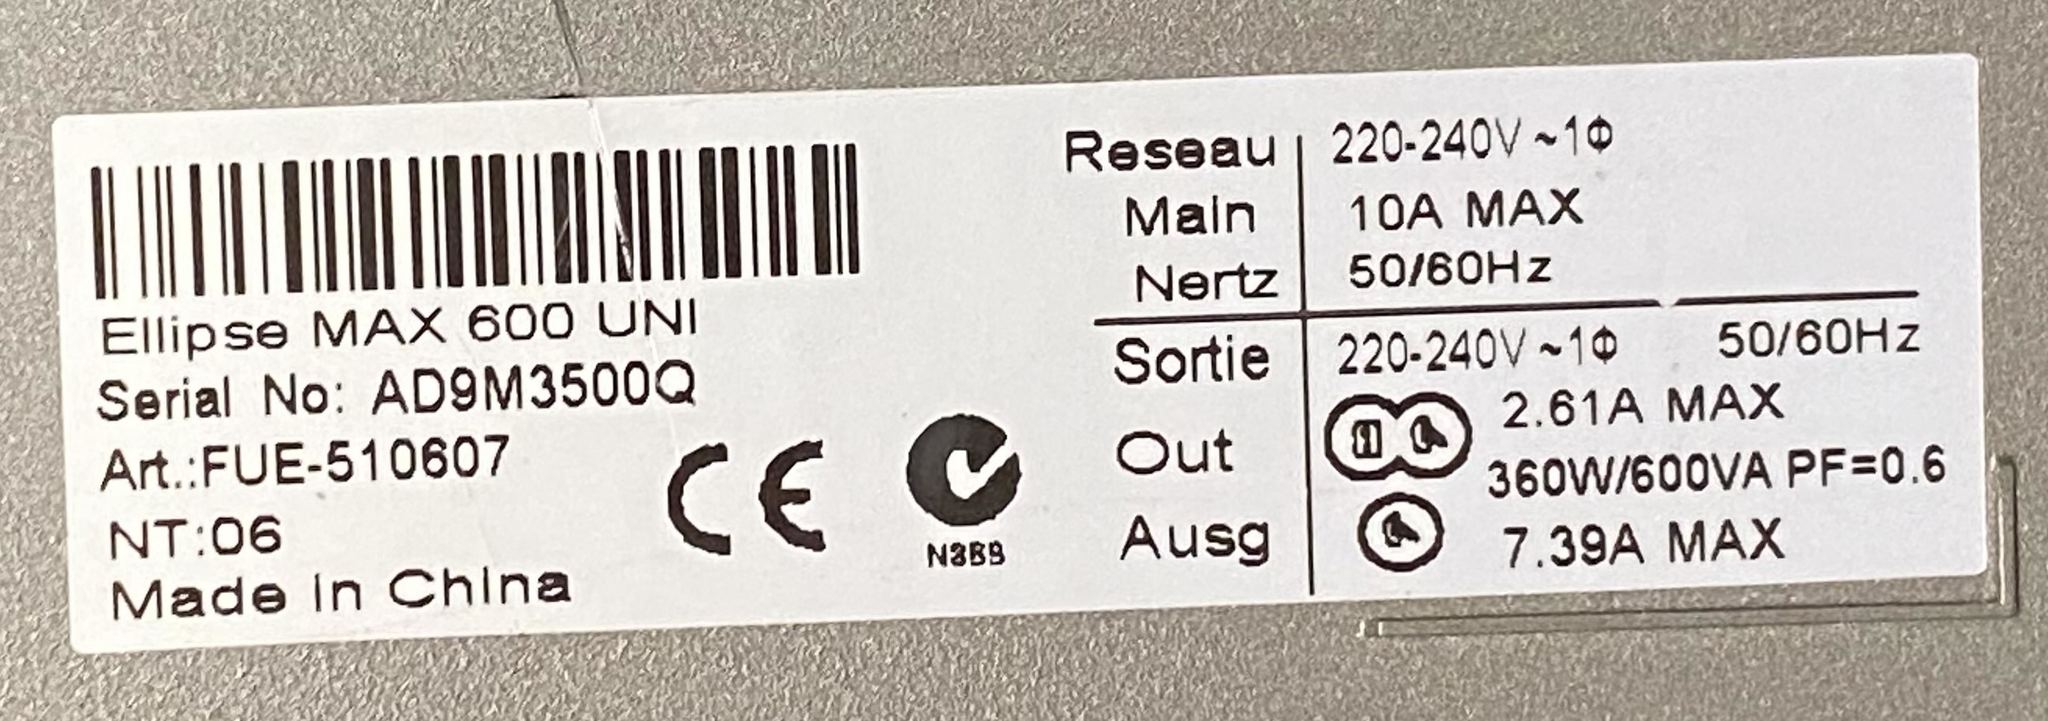 Ellipse MAX 600 UNI
Serial No: AD9M3500Q
Art.:FUE-510607
NT:06
Made in China
CE
N3BB
Reseau 220-240V ~1Φ
Main 10A MAX
Nertz 50/60Hz
Sortie 220-240V ~1Φ 50/60Hz
2.61A MAX
Out 360W/600VA PF=0.6
Ausg 7.39A MAX